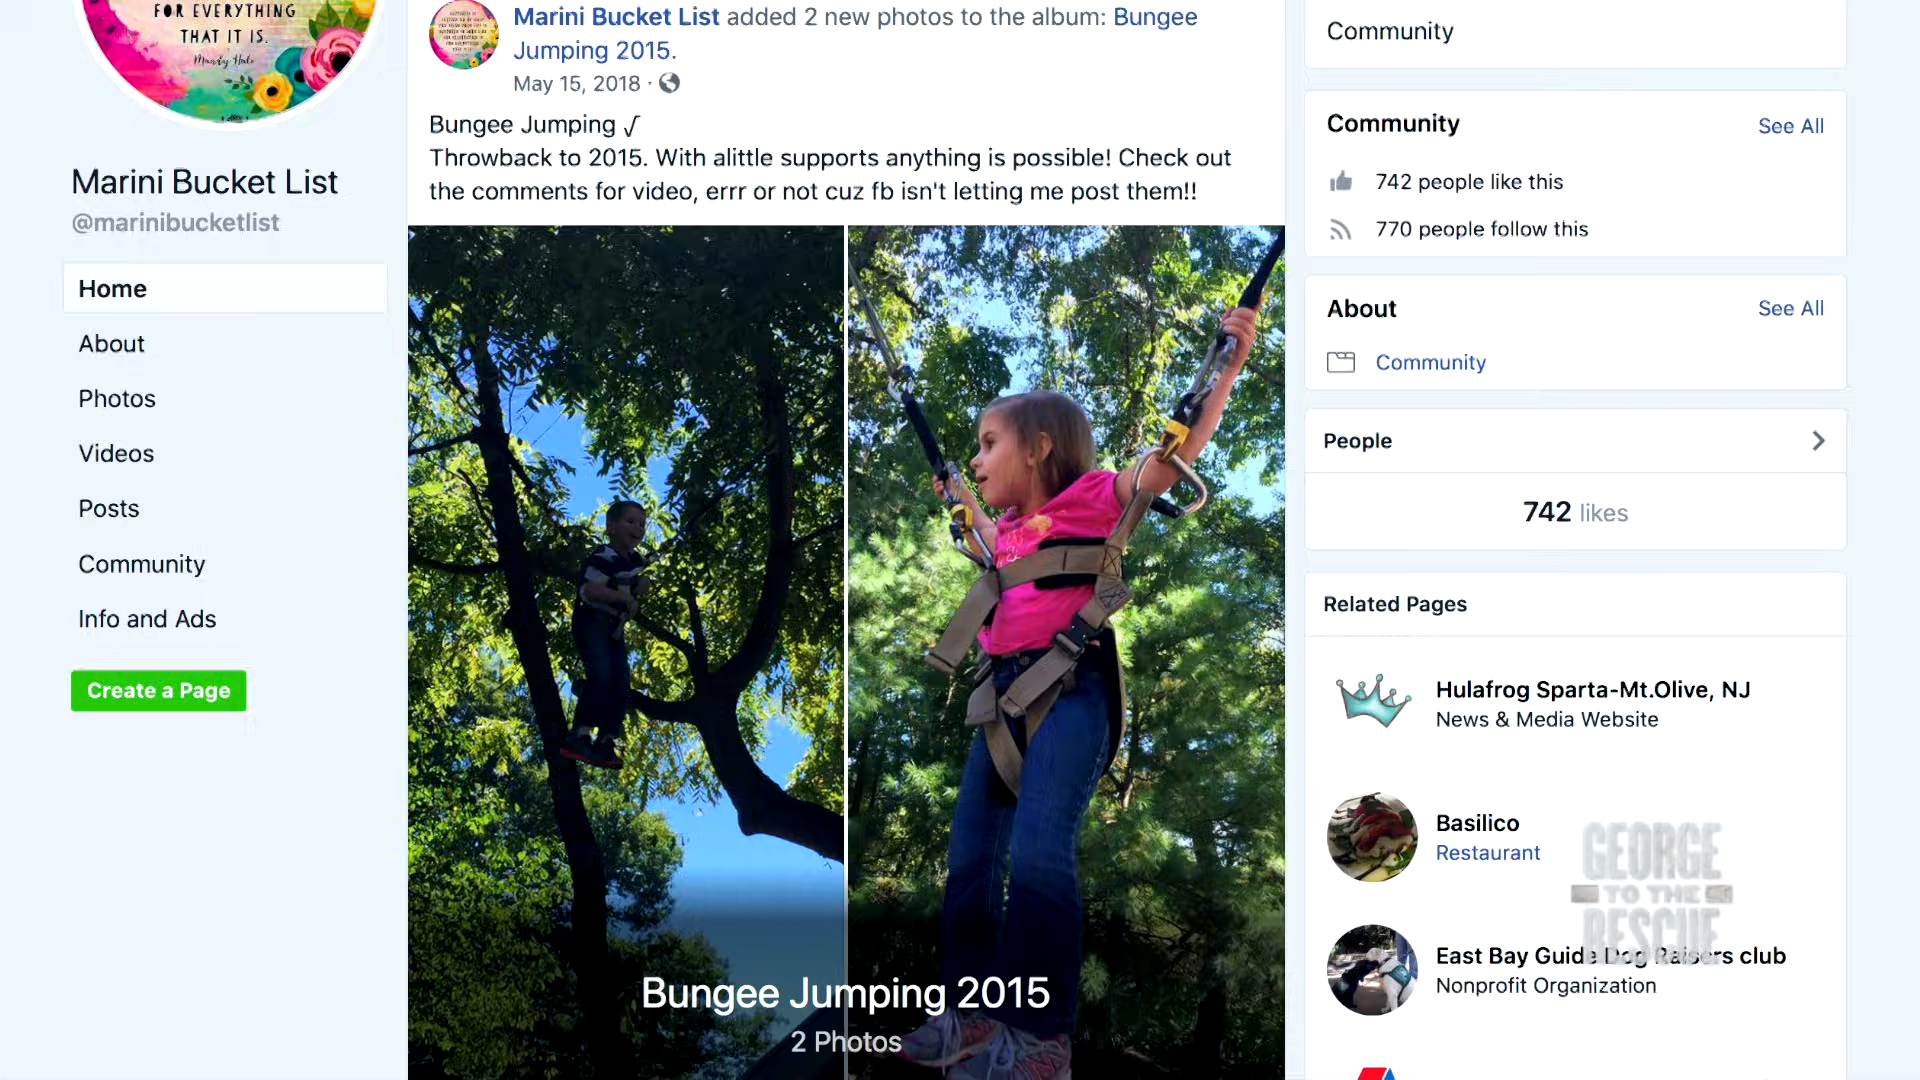 FOR EVERYTHING
THAT IT IS.
Mandy Hale
Marini Bucket List
@marinibucketlist
Home
About
Photos
Videos
Posts
Community
Info and Ads
Create a Page
Marini Bucket List added 2 new photos to the album: Bungee
Jumping 2015.
May 15, 2018 ·
Bungee Jumping √
Throwback to 2015. With alittle supports anything is possible! Check out
the comments for video, errr or not cuz fb isn't letting me post them!!
Bungee Jumping 2015
2 Photos
Community
Community
See All
742 people like this
770 people follow this
About
See All
Community
People
742 likes
Related Pages
Hulafrog Sparta-Mt.Olive, NJ
News & Media Website
Basilico
Restaurant
East Bay Guide Dog Raisers club
Nonprofit Organization
GEORGE
TO THE
RESCUE